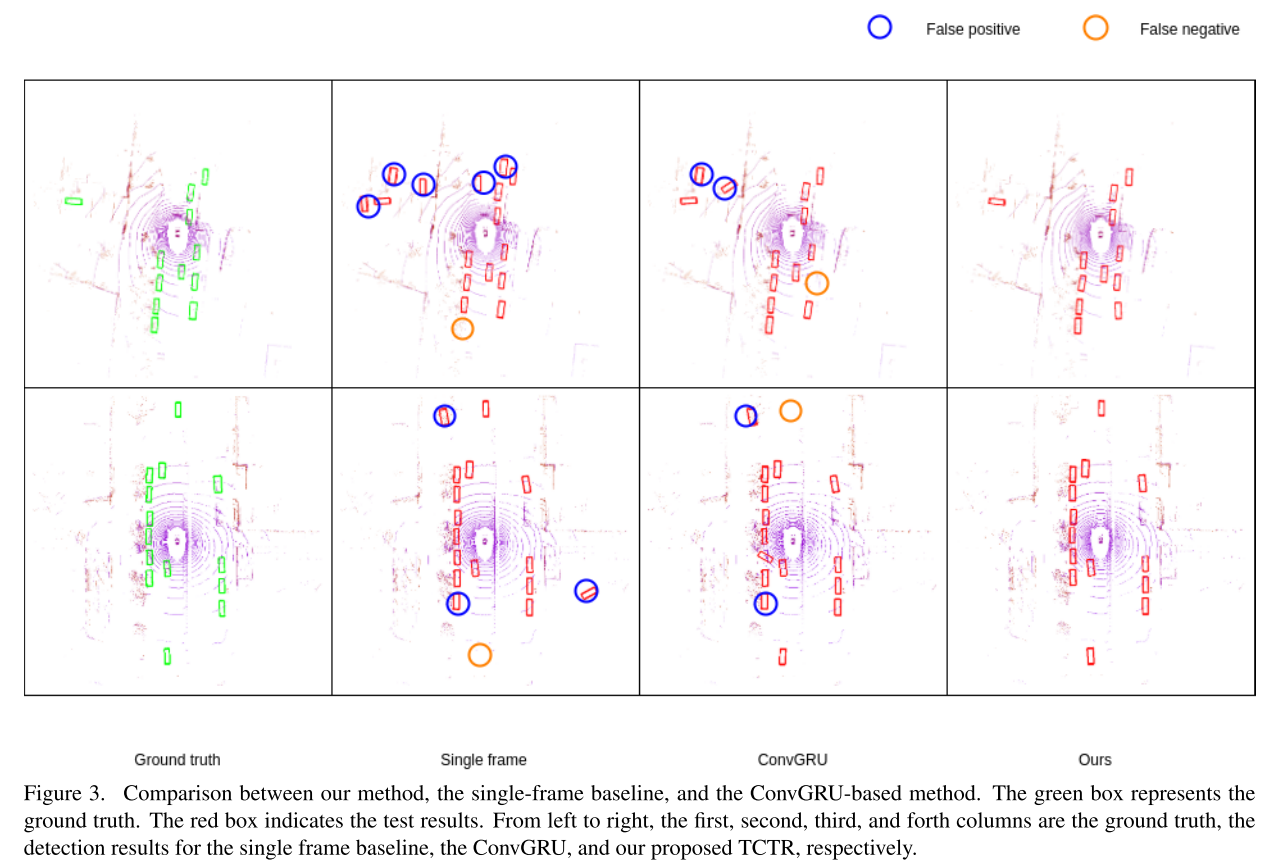 False positive False negative
Ground truth Single frame ConvGRU Ours
Figure 3. Comparison between our method, the single-frame baseline, and the ConvGRU-based method. The green box represents the
ground truth. The red box indicates the test results. From left to right, the first, second, third, and forth columns are the ground truth, the
detection results for the single frame baseline, the ConvGRU, and our proposed TCTR, respectively.